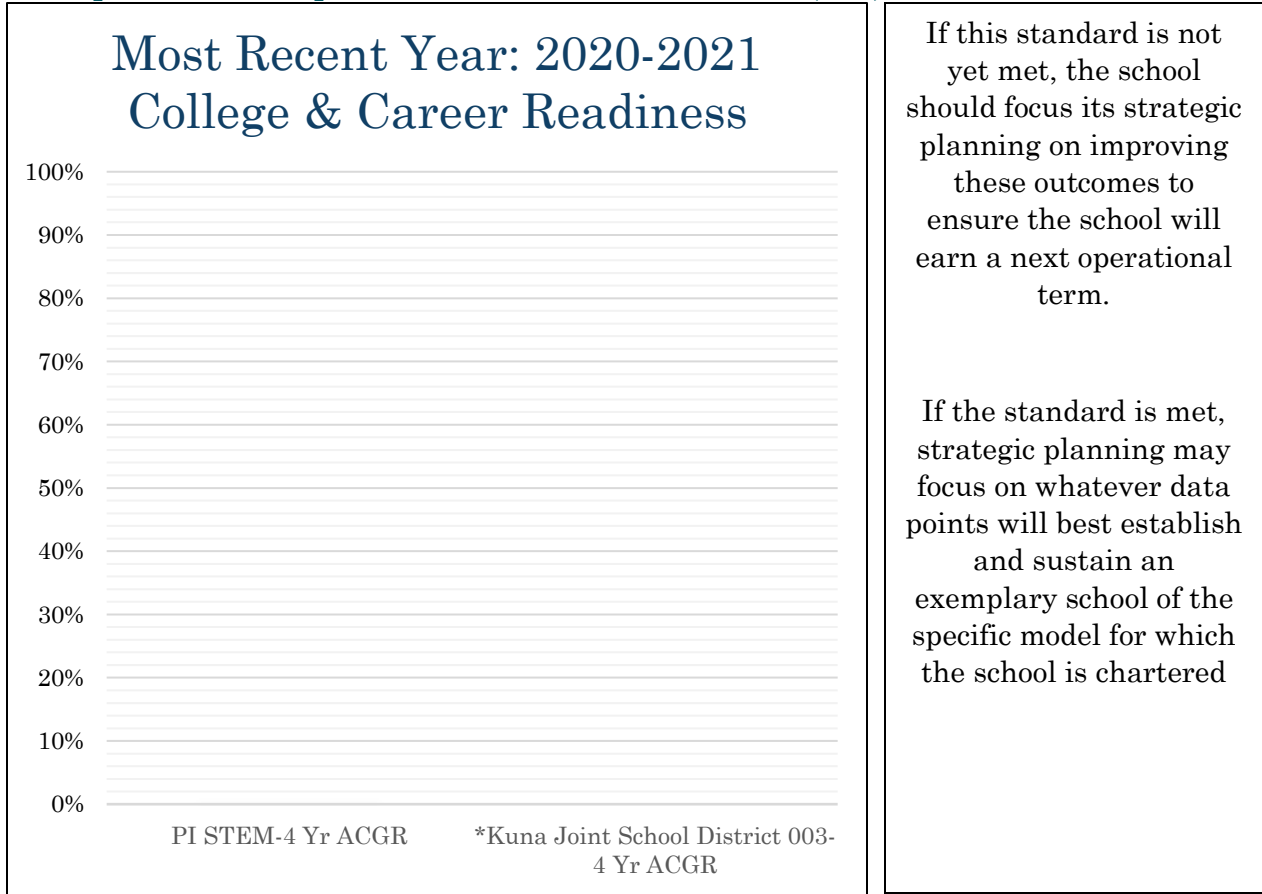 Most Recent Year: 2020-2021
College & Career Readiness
100%
90%
80%
70%
60%
50%
40%
30%
20%
10%
0%
PI STEM-4 Yr ACGR
*Kuna Joint School District 003-
4 Yr ACGR
If this standard is not
yet met, the school
should focus its strategic
planning on improving
these outcomes to
ensure the school will
earn a next operational
term.
If the standard is met,
strategic planning may
focus on whatever data
points will best establish
and sustain an
exemplary school of the
specific model for which
the school is chartered